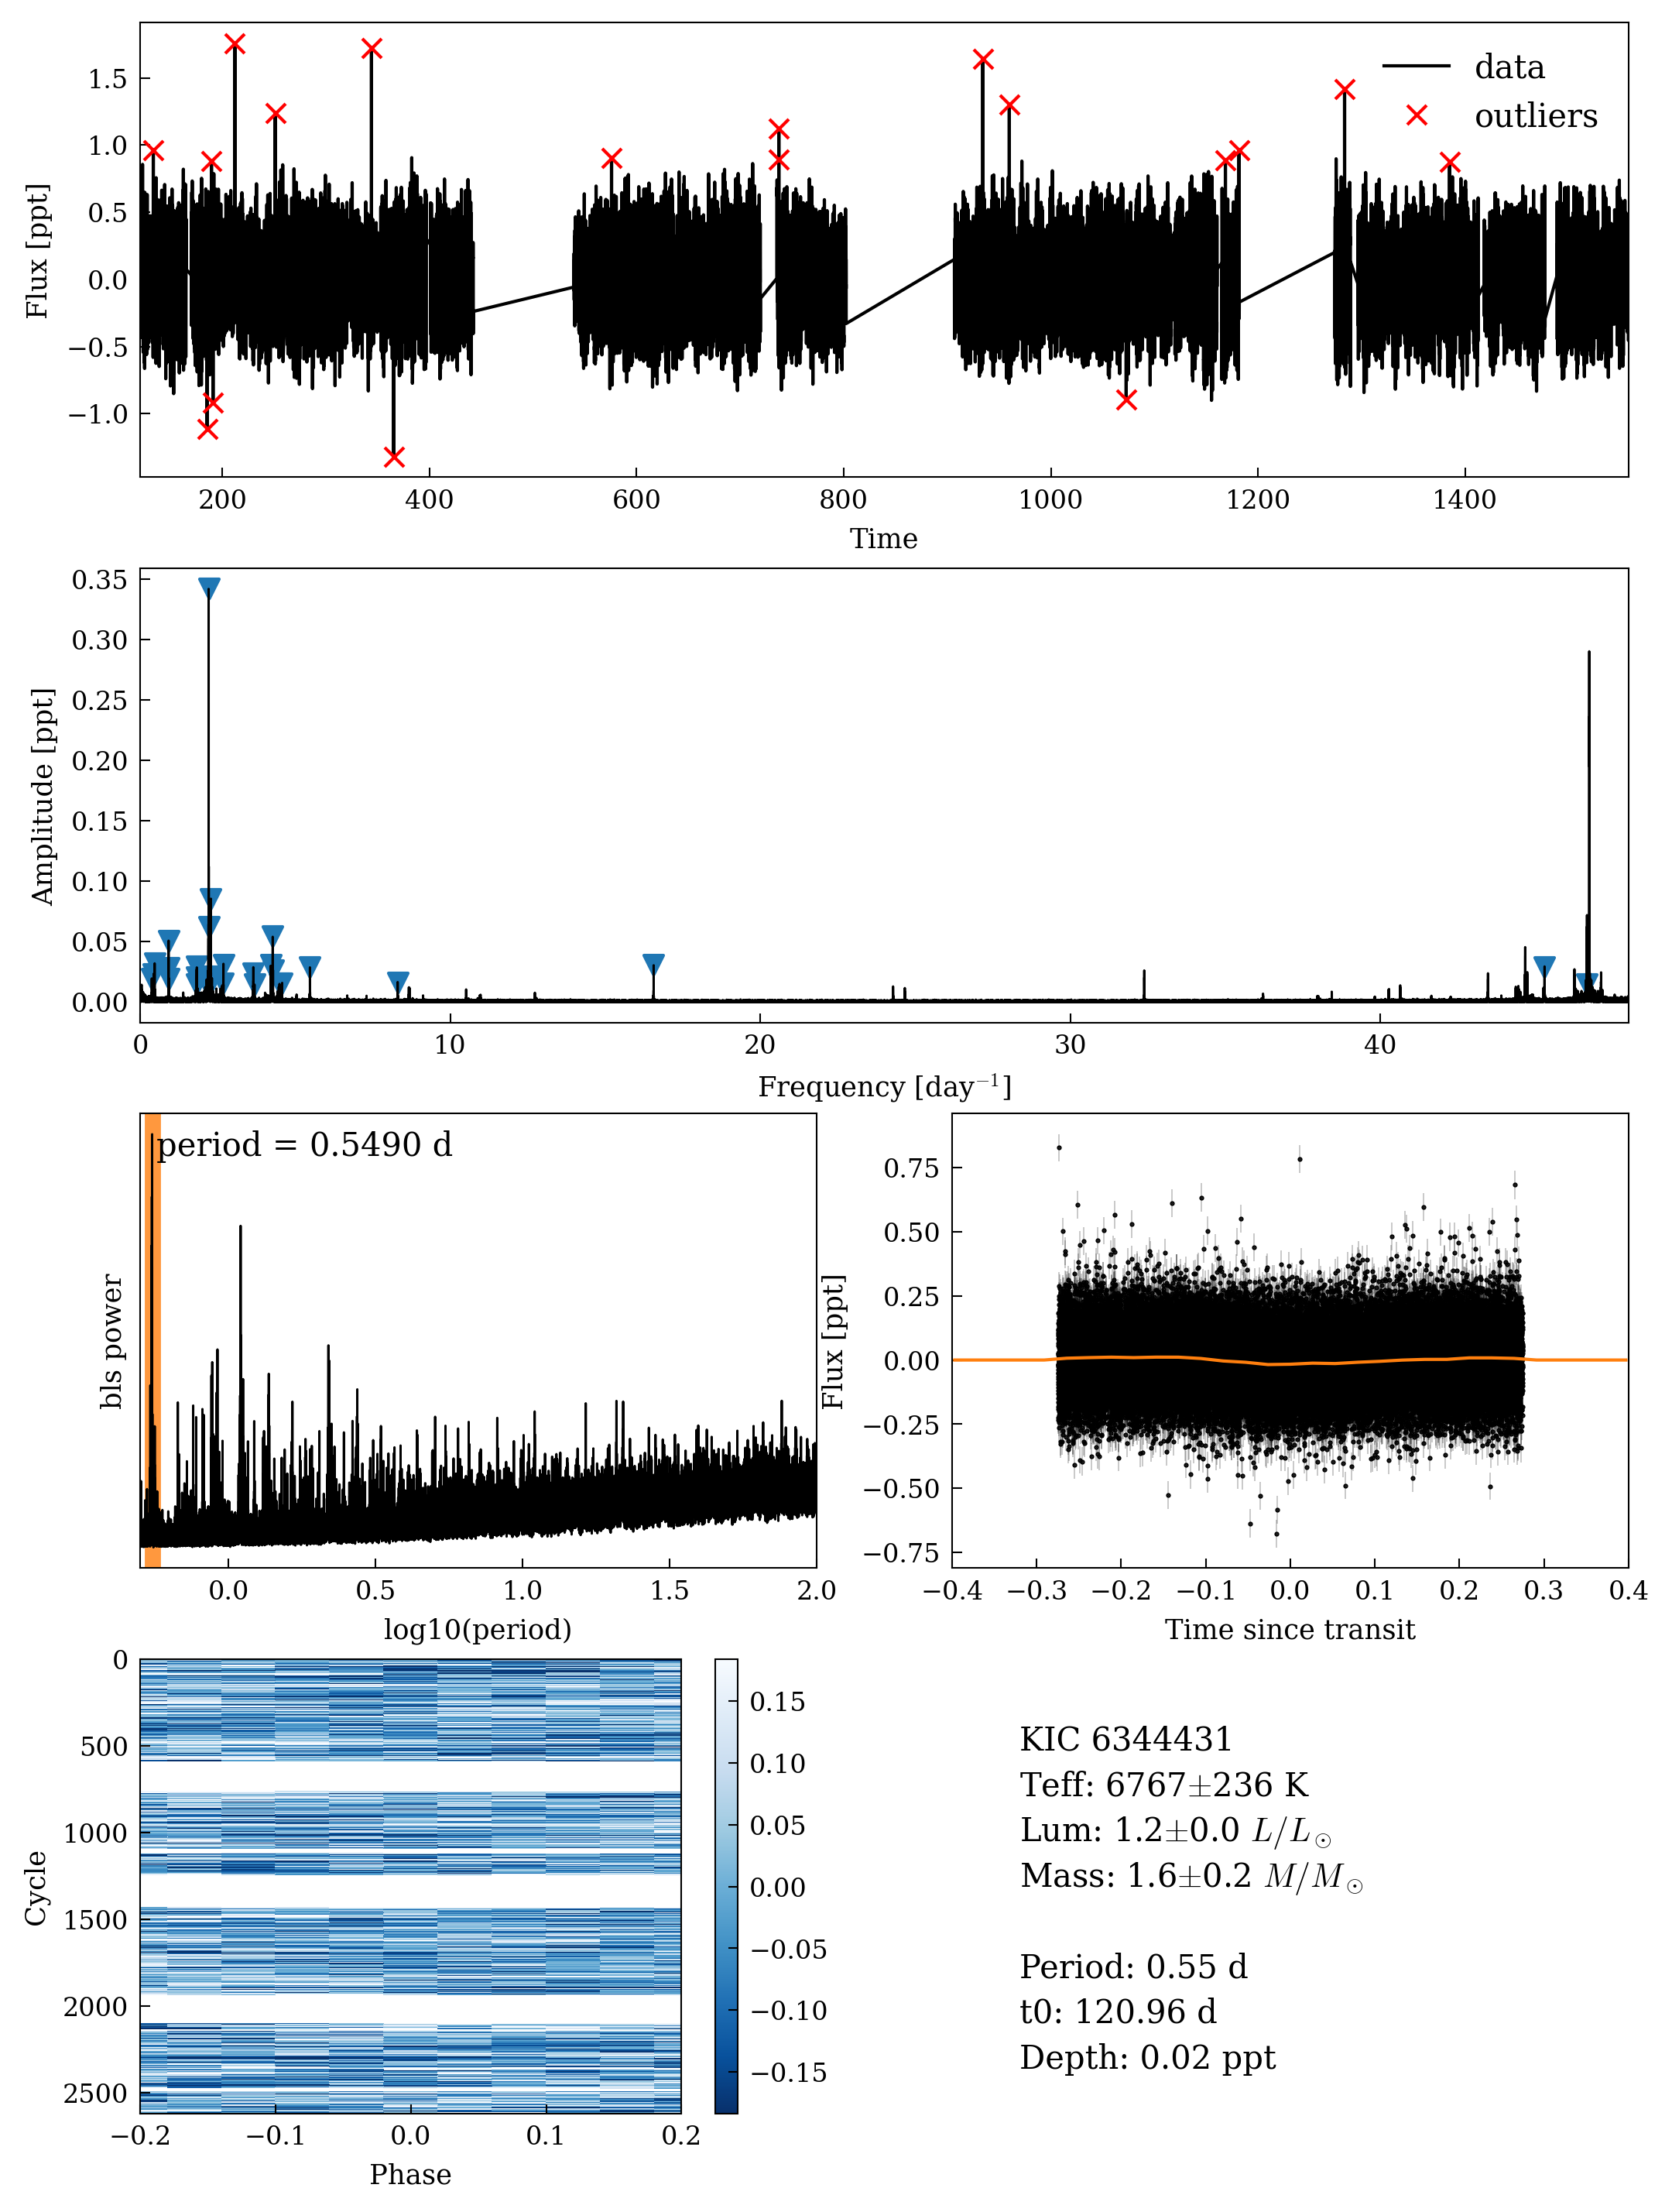 1.5
1.0
0.5
0.0
−0.5
−1.0
Flux [ppt]
data
outliers
200 400 600 800 1000 1200 1400
Time
0.35
0.30
0.25
0.20
0.15
0.10
0.05
0.00
Amplitude [ppt]
0 10 20 30 40
Frequency [day⁻¹]
period = 0.5490 d
bls power
0.0 0.5 1.0 1.5 2.0
log10(period)
0.75
0.50
0.25
0.00
−0.25
−0.50
−0.75
Flux [ppt]
−0.4 −0.3 −0.2 −0.1 0.0 0.1 0.2 0.3 0.4
Time since transit
0
500
1000
1500
2000
2500
Cycle
−0.2 −0.1 0.0 0.1 0.2
Phase
0.15
0.10
0.05
0.00
−0.05
−0.10
−0.15
KIC 6344431
Teff: 6767±236 K
Lum: 1.2±0.0 L/L⊙
Mass: 1.6±0.2 M/M⊙
Period: 0.55 d
t0: 120.96 d
Depth: 0.02 ppt